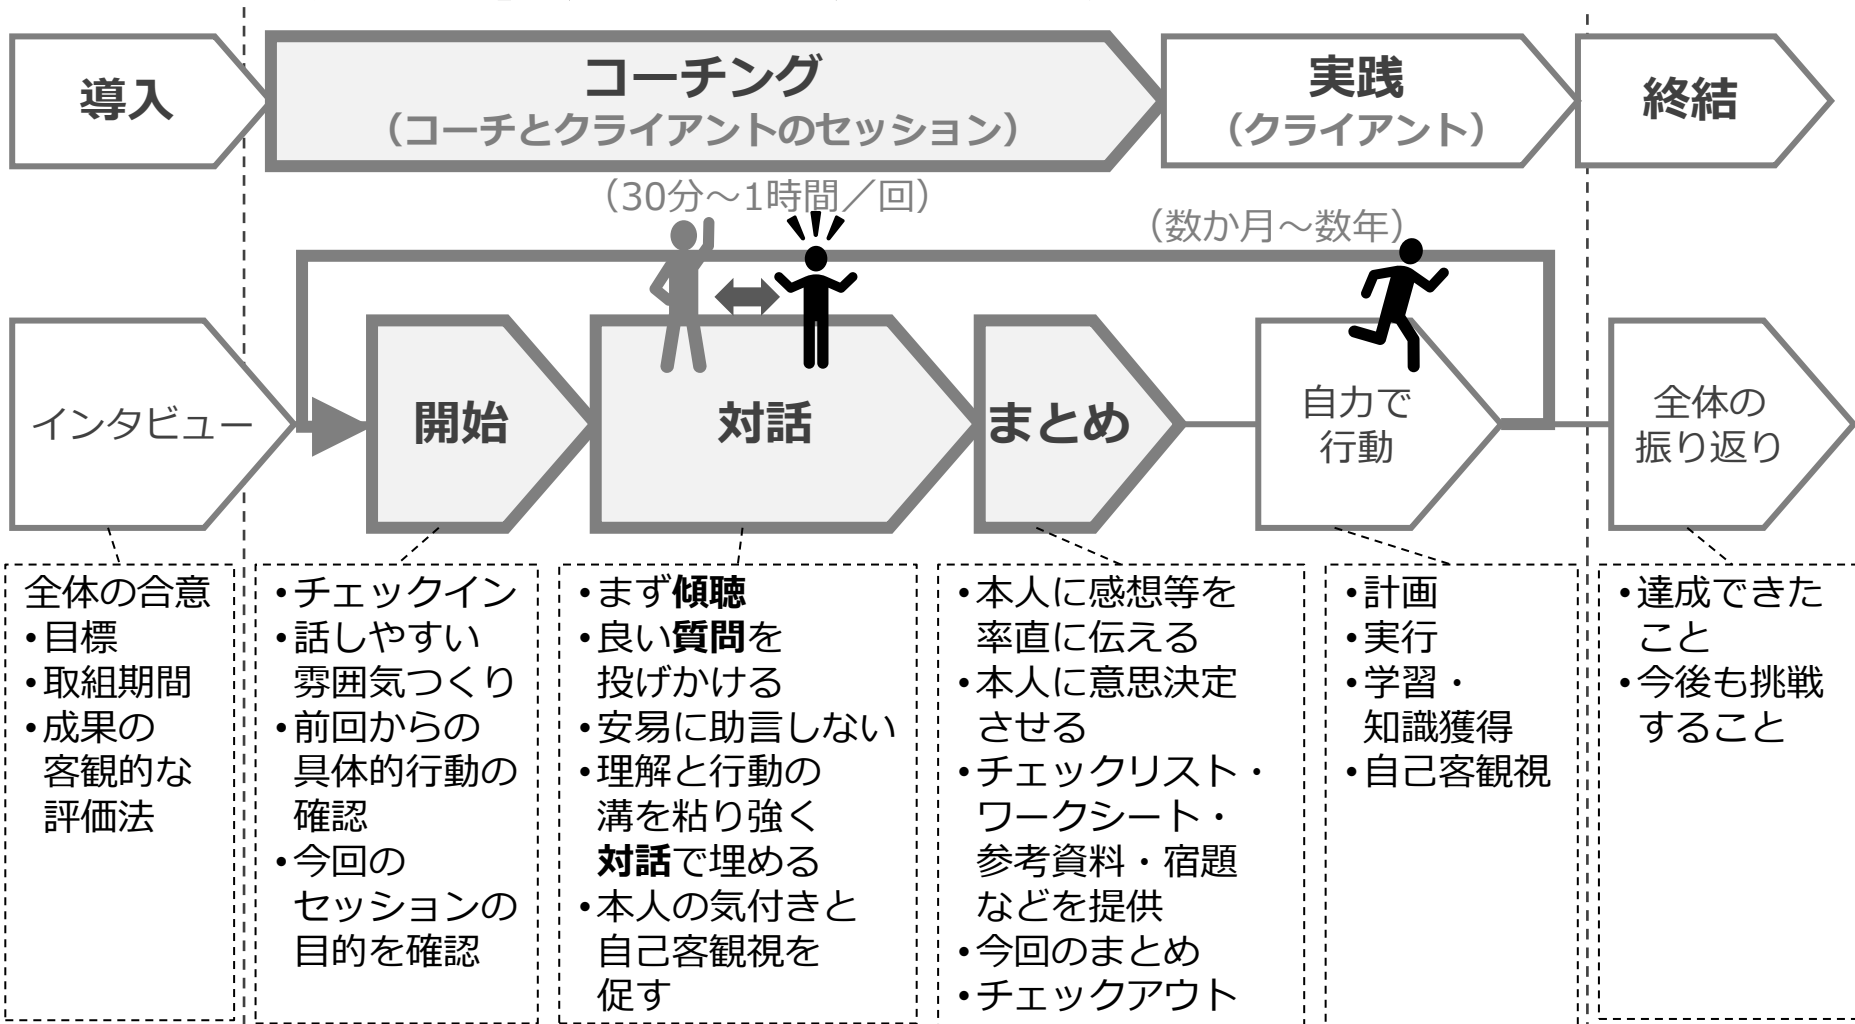 導入
コーチング
（コーチとクライアントのセッション）
実践
（クライアント）
終結
（30分～1時間／回）
（数か月～数年）
インタビュー
開始
対話
まとめ
自力で
行動
全体の
振り返り
全体の合意
•目標
•取組期間
•成果の
客観的な
評価法
•チェックイン
•話しやすい
雰囲気つくり
•前回からの
具体的行動の
確認
•今回の
セッションの
目的を確認
•まず傾聴
•良い質問を
投げかける
•安易に助言しない
•理解と行動の
溝を粘り強く
対話で埋める
•本人の気付きと
自己客観視を
促す
•本人に感想等を
率直に伝える
•本人に意思決定
させる
•チェックリスト・
ワークシート・
参考資料・宿題
などを提供
•今回のまとめ
•チェックアウト
•計画
•実行
•学習・
知識獲得
•自己客観視
•達成できた
こと
•今後も挑戦
すること